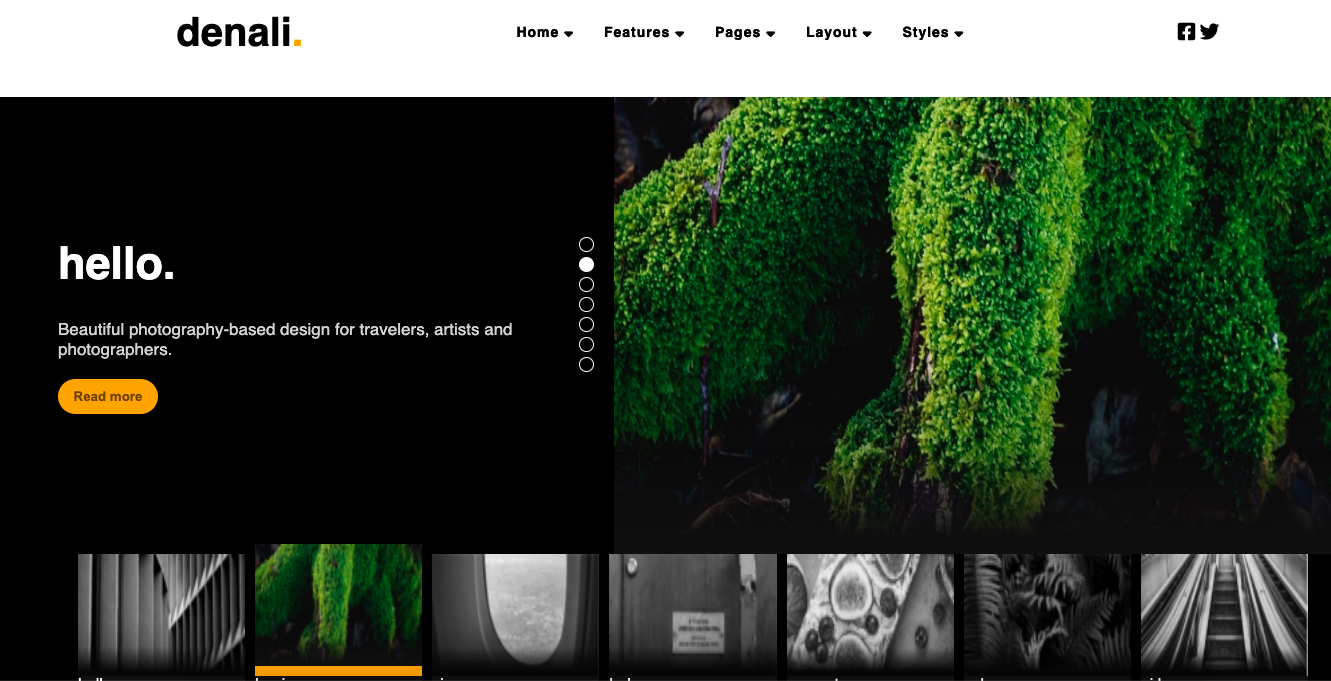 denali.
Home
Features
Pages
Layout
Styles
hello.
Beautiful photography-based design for travelers, artists and
photographers.
Read more